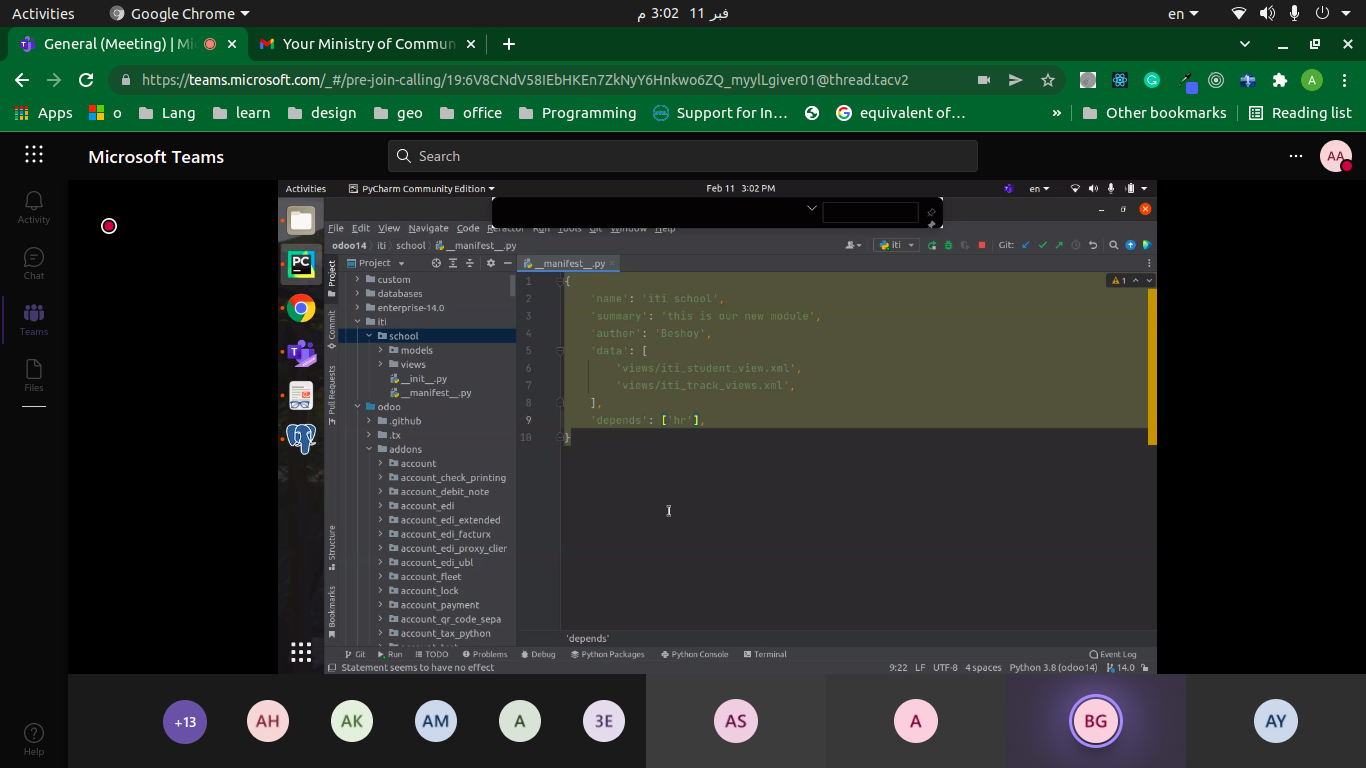 Activities
Google Chrome
فبر 11 3:02 م
en
General (Meeting) | Mi
Your Ministry of Commun
https://teams.microsoft.com/_#/pre-join-calling/19:6V8CNdV58IEbHKEn7ZkNyY6Hnkwo6ZQ_myylLgiver01@thread.tacv2
A
Apps
o
Lang
learn
design
geo
office
Programming
Support for In...
equivalent of...
»
Other bookmarks
Reading list
Microsoft Teams
Search
AA
Activity
Chat
Teams
Files
Help
Activities
PyCharm Community Edition
Feb 11 3:02 PM
en
File Edit View Navigate Code Refactor Run Tools Git Window Help
odoo14 iti school __manifest__.py
iti
Git:
Project
__manifest__.py
Project
Commit
Pull Requests
Structure
Bookmarks
custom
databases
enterprise-14.0
iti
school
models
views
__init__.py
__manifest__.py
odoo
.github
.tx
addons
account
account_check_printing
account_debit_note
account_edi
account_edi_extended
account_edi_facturx
account_edi_proxy_clier
account_edi_ubl
account_fleet
account_lock
account_payment
account_qr_code_sepa
account_tax_python
1 {
2 'name': 'iti school',
3 'summary': 'this is our new module',
4 'author': 'Beshoy',
5 'data': [
6 'views/iti_student_view.xml',
7 'views/iti_track_views.xml',
8 ],
9 'depends': ['hr'],
10 }
1
'depends'
Git Run TODO Problems Debug Python Packages Python Console Terminal Event Log
Statement seems to have no effect
9:22 LF UTF-8 4 spaces Python 3.8 (odoo14) 14.0
+13
AH
AK
AM
A
3E
AS
A
BG
AY